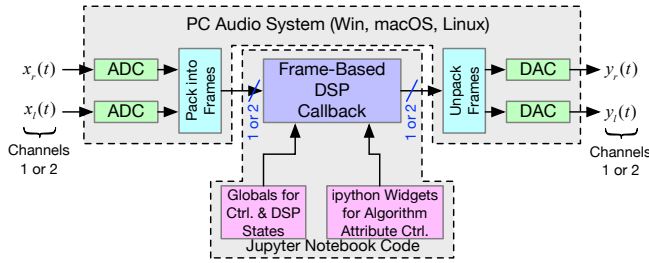 PC Audio System (Win, macOS, Linux)
x_r(t)
ADC
Pack into
Frames
1 or 2
Frame-Based
DSP
Callback
1 or 2
Unpack
Frames
DAC
y_r(t)
x_l(t)
ADC
DAC
y_l(t)
Channels
1 or 2
Channels
1 or 2
Globals for
Ctrl. & DSP
States
ipython Widgets
for Algorithm
Attribute Ctrl.
Jupyter Notebook Code